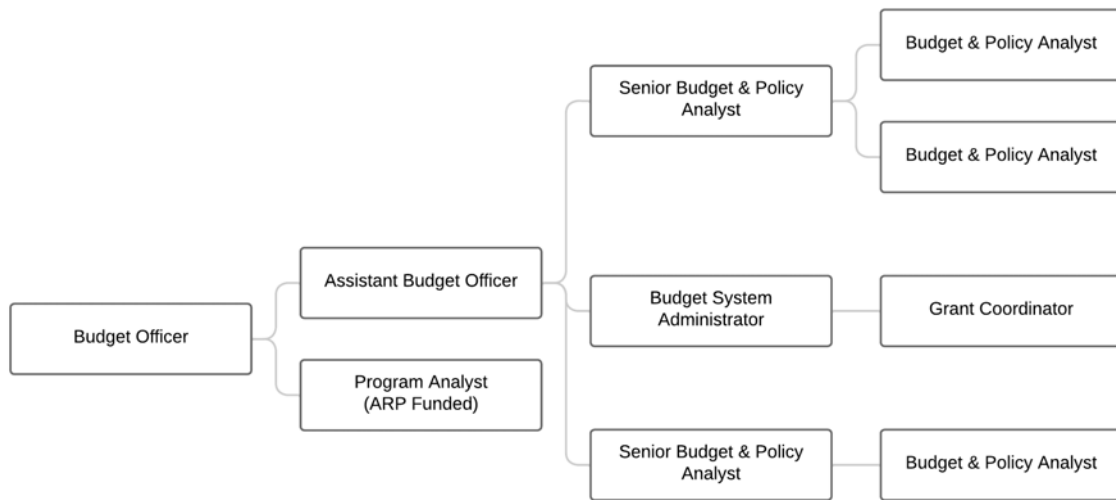 Budget & Policy Analyst
Senior Budget & Policy
Analyst
Budget & Policy Analyst
Assistant Budget Officer
Budget System
Administrator
Grant Coordinator
Budget Officer
Program Analyst
(ARP Funded)
Senior Budget & Policy
Analyst
Budget & Policy Analyst